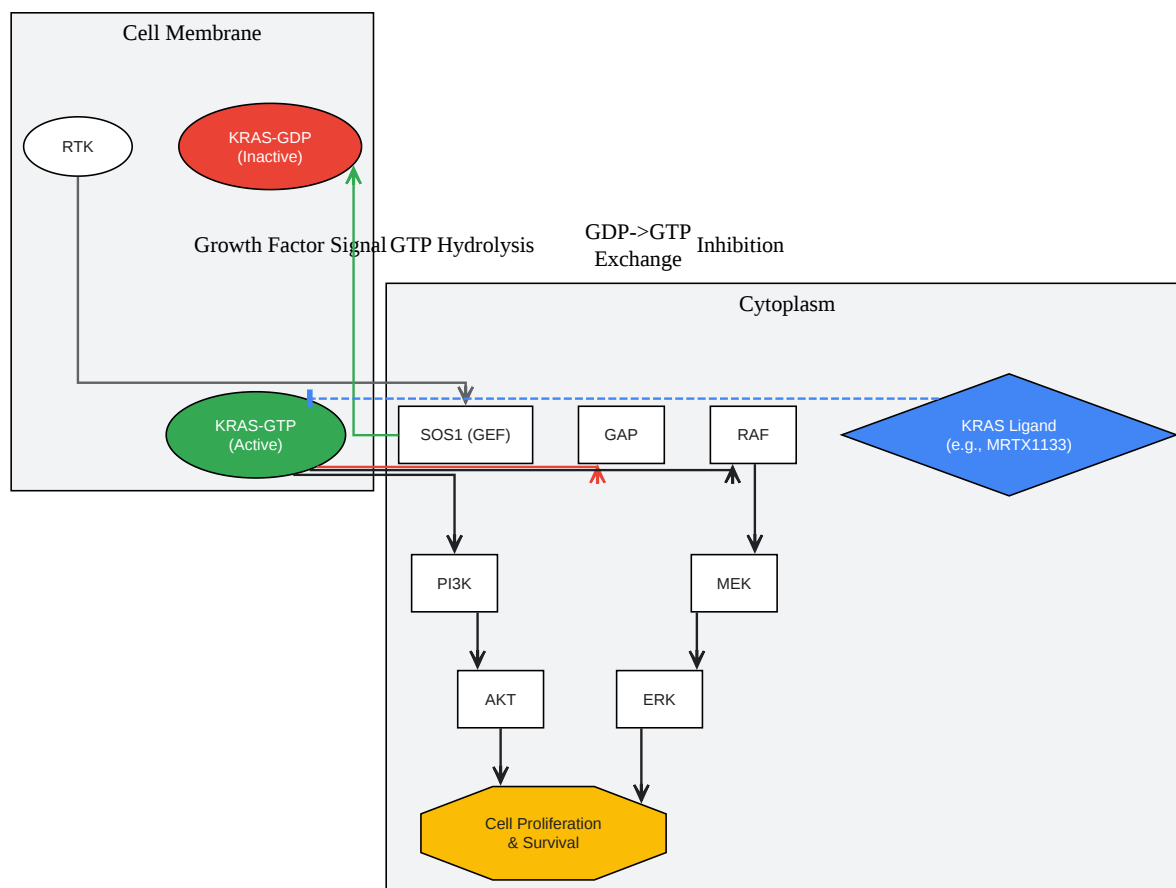 Cell Membrane
RTK
KRAS-GDP
(Inactive)
Growth Factor Signal
GTP Hydrolysis
GDP->GTP
Exchange
Inhibition
Cytoplasm
KRAS-GTP
(Active)
SOS1 (GEF)
GAP
RAF
KRAS Ligand
(e.g., MRTX1133)
PI3K
MEK
AKT
ERK
Cell Proliferation
& Survival